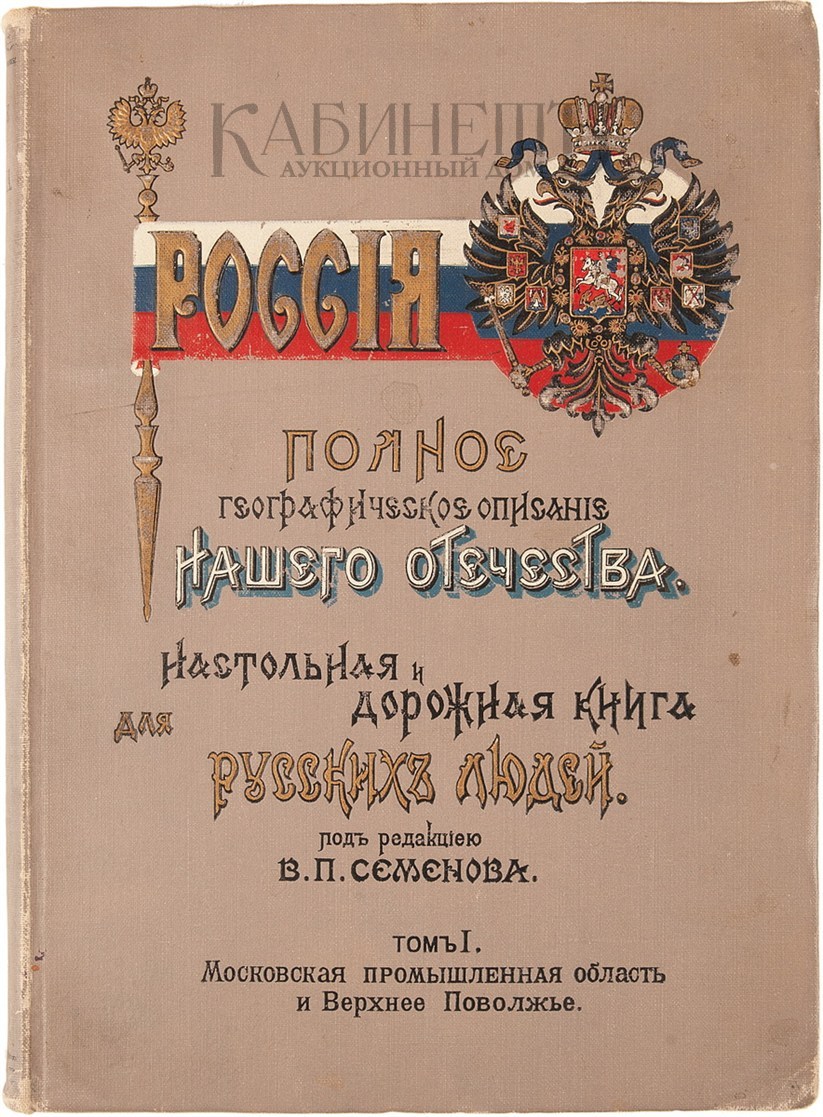 КАБИНЕТЪ
АУКЦИОННЫЙ ДОМ
РОССІЯ
ПОЛНОЕ
ГЕОГРАФИЧЕСКОЕ ОПИСАНІЕ
НАШЕГО ОТЕЧЕСТВА.
НАСТОЛЬНАЯ И
ДОРОЖНАЯ КНИГА
ДЛЯ
РУССКИХЪ ЛЮДЕЙ.
подъ редакціею
В.П.СЕМЕНОВА.
ТОМЪ I.
Московская промышленная область
и Верхнее Поволжье.